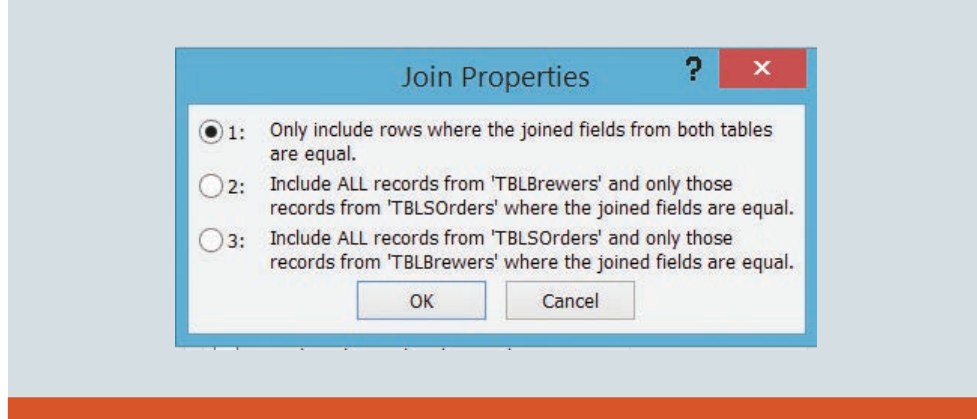 Join Properties
?
1: Only include rows where the joined fields from both tables
are equal.
2: Include ALL records from 'TBLBrewers' and only those
records from 'TBLSOrders' where the joined fields are equal.
3: Include ALL records from 'TBLSOrders' and only those
records from 'TBLBrewers' where the joined fields are equal.
OK Cancel